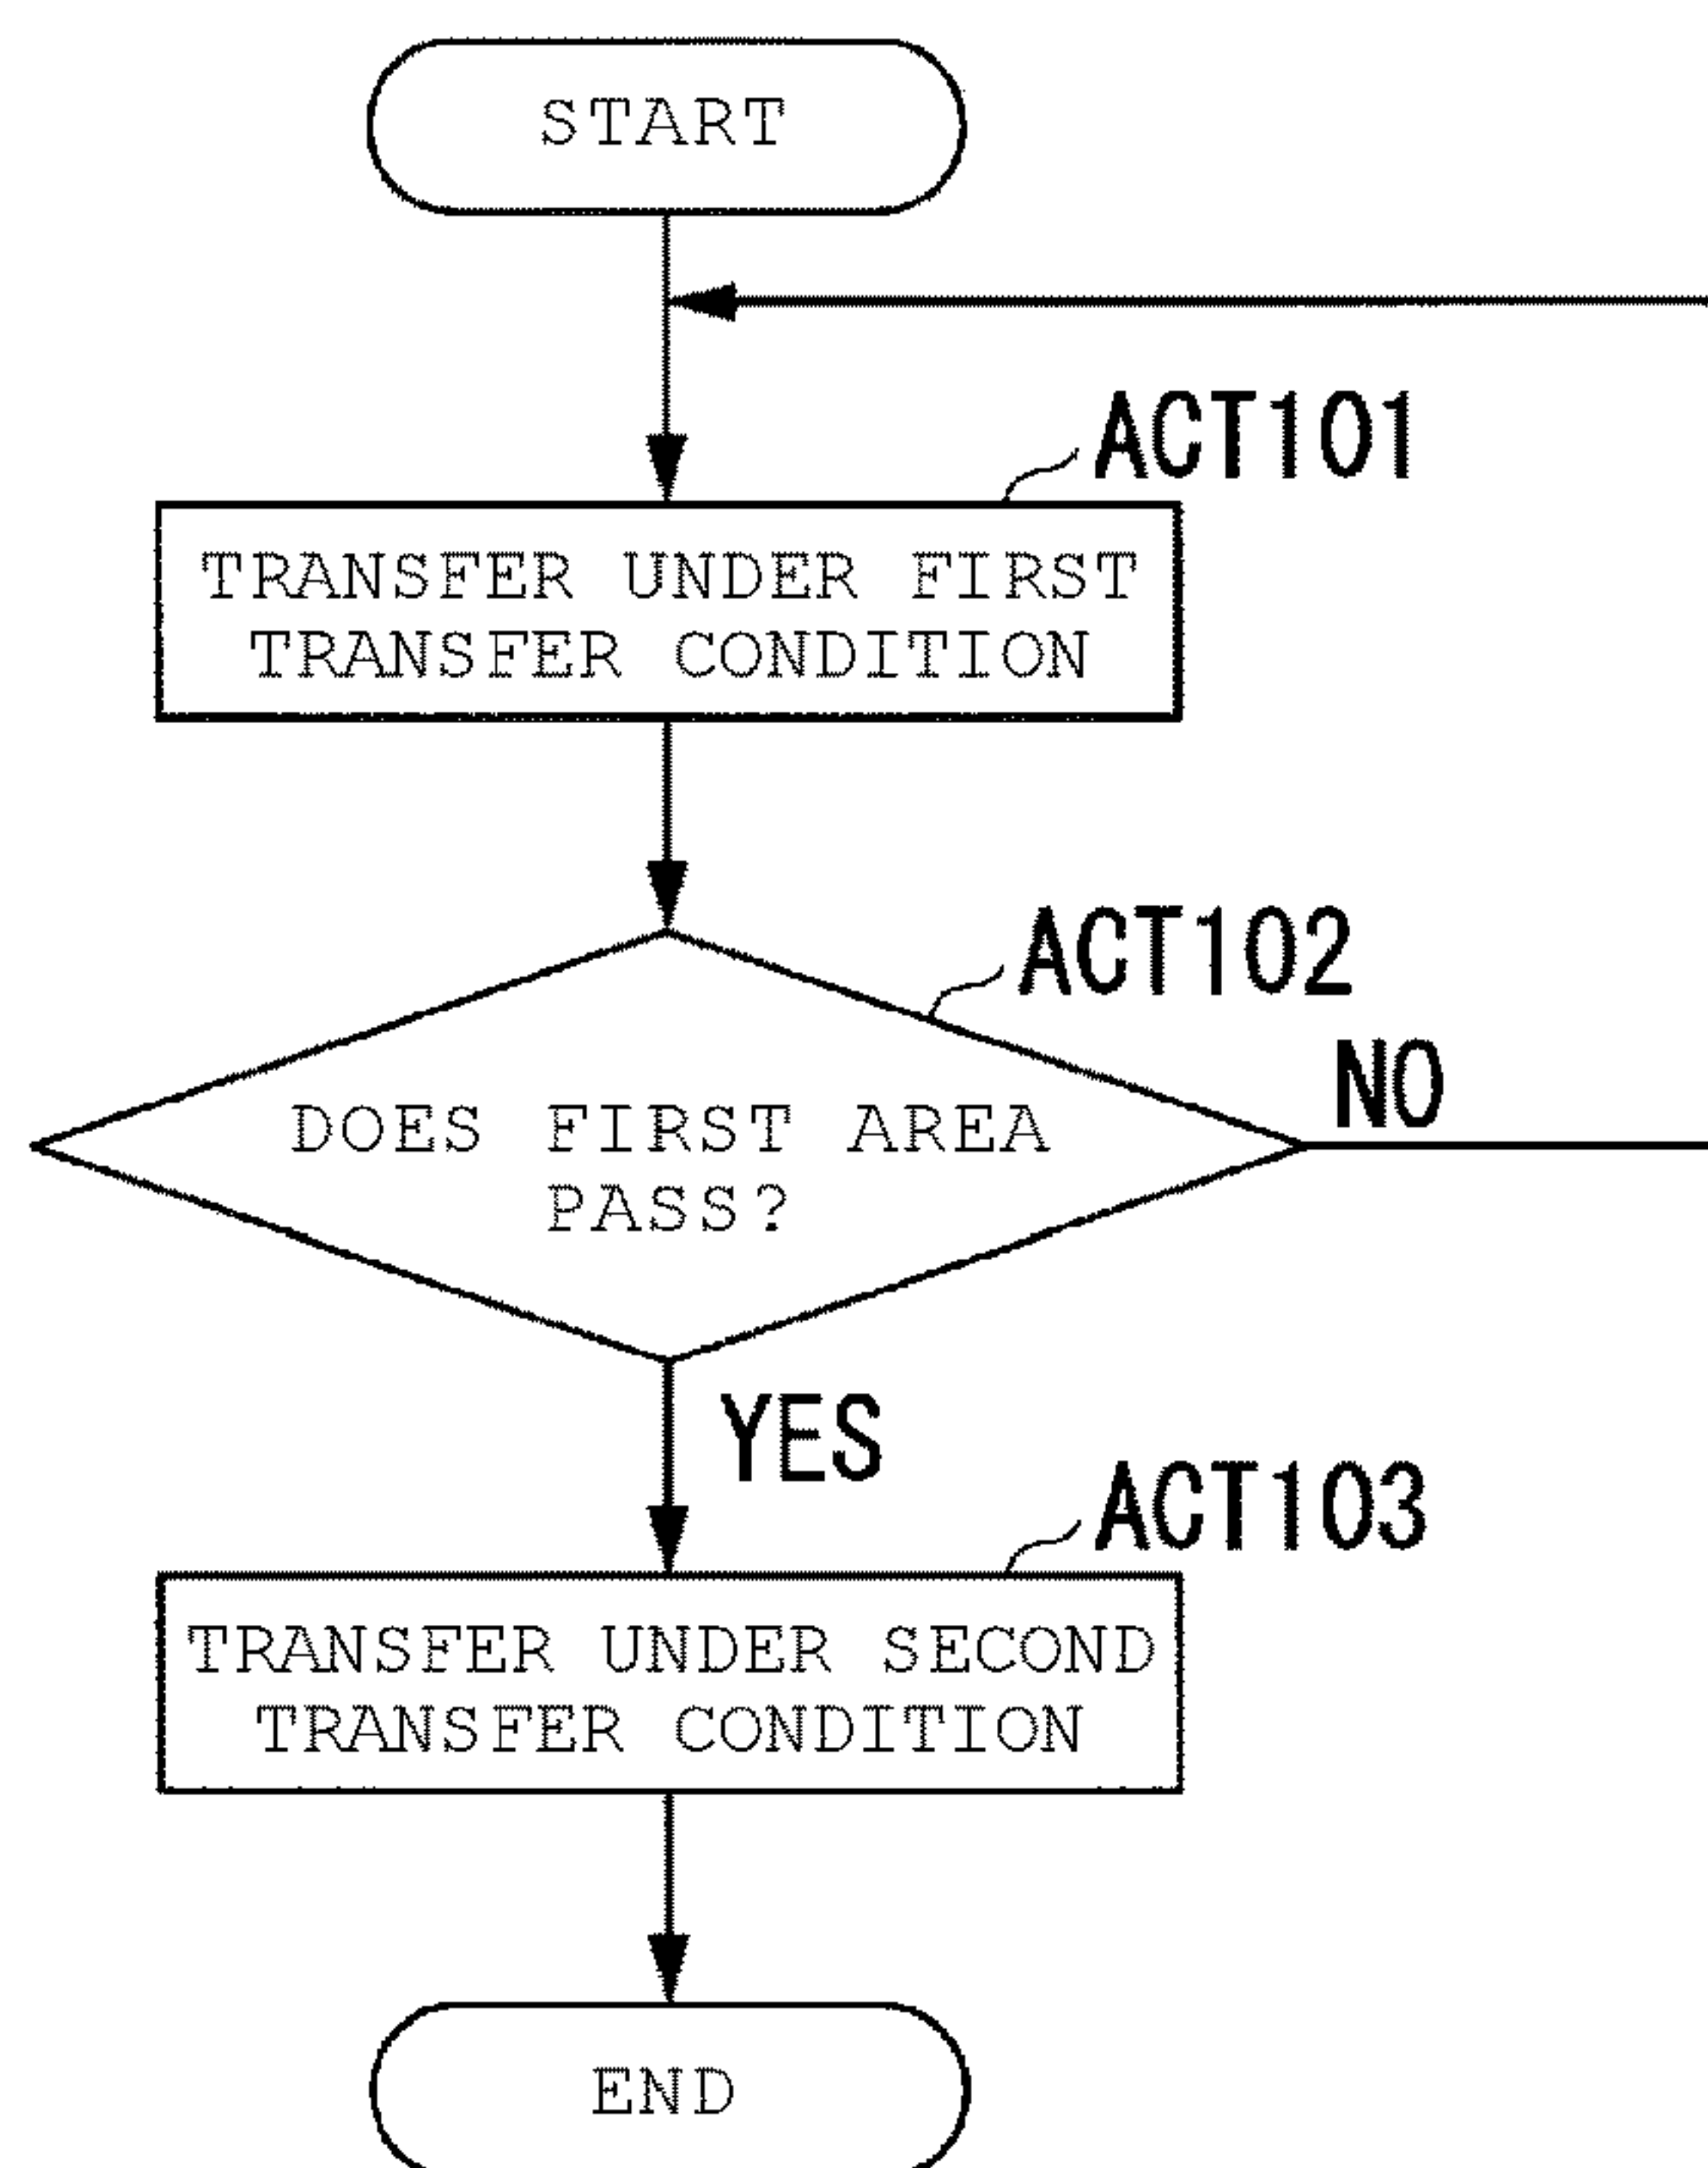 START
ACT101
TRANSFER UNDER FIRST
TRANSFER CONDITION
ACT102
NO
DOES FIRST AREA
PASS?
YES
ACT103
TRANSFER UNDER SECOND
TRANSFER CONDITION
END